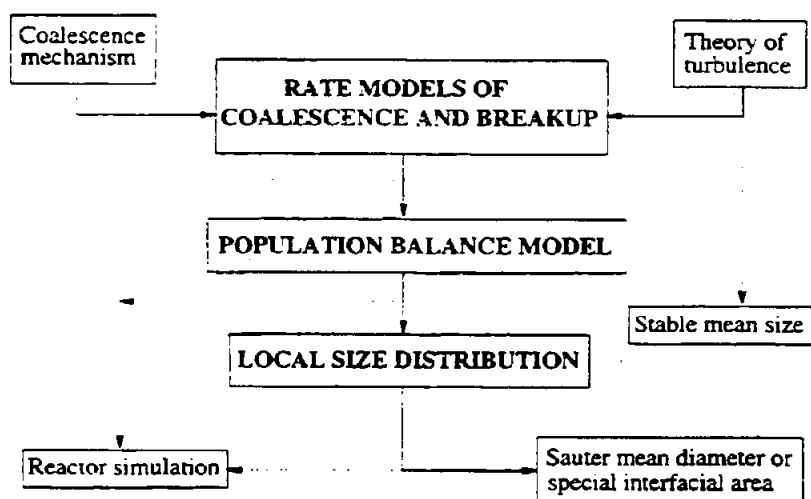 Coalescence
mechanism
Theory of
turbulence
RATE MODELS OF
COALESCENCE AND BREAKUP
POPULATION BALANCE MODEL
Stable mean size
LOCAL SIZE DISTRIBUTION
Reactor simulation
Sauter mean diameter or
special interfacial area